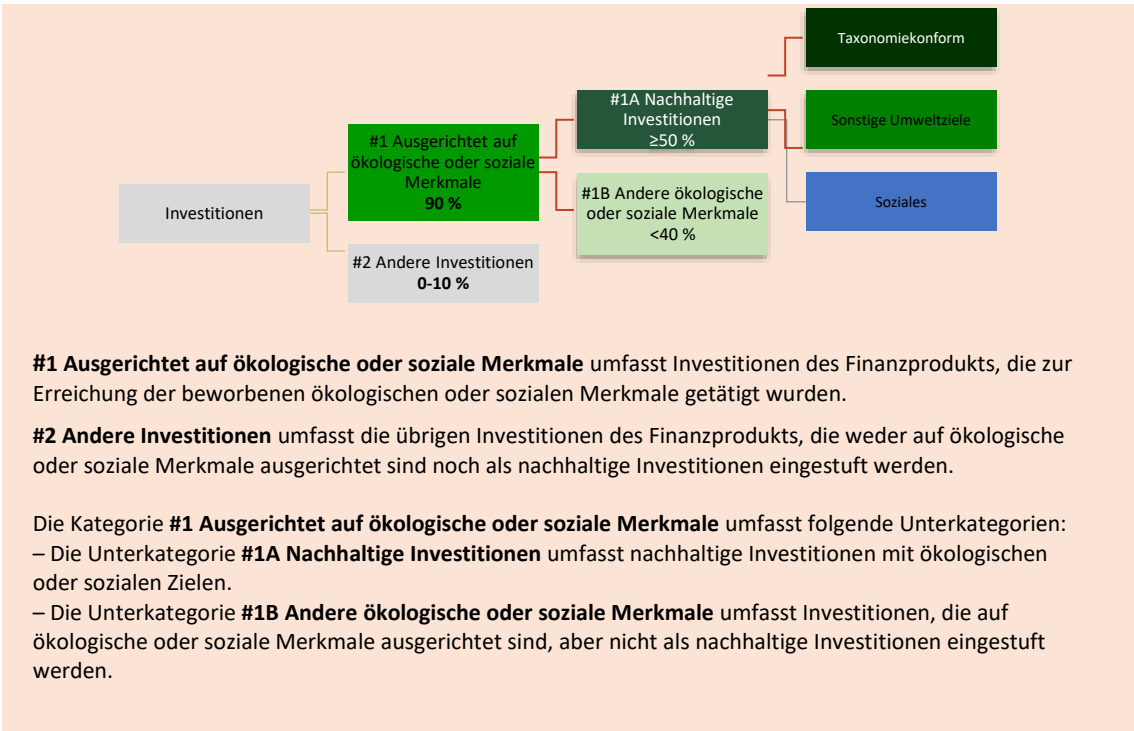 Taxonomiekonform
#1A Nachhaltige
Investitionen
≥50 %
Sonstige Umweltziele
#1 Ausgerichtet auf
ökologische oder soziale
Merkmale
90 %
#1B Andere ökologische
oder soziale Merkmale
<40 %
Soziales
Investitionen
#2 Andere Investitionen
0-10 %
#1 Ausgerichtet auf ökologische oder soziale Merkmale umfasst Investitionen des Finanzprodukts, die zur
Erreichung der beworbenen ökologischen oder sozialen Merkmale getätigt wurden.
#2 Andere Investitionen umfasst die übrigen Investitionen des Finanzprodukts, die weder auf ökologische
oder soziale Merkmale ausgerichtet sind noch als nachhaltige Investitionen eingestuft werden.
Die Kategorie #1 Ausgerichtet auf ökologische oder soziale Merkmale umfasst folgende Unterkategorien:
– Die Unterkategorie #1A Nachhaltige Investitionen umfasst nachhaltige Investitionen mit ökologischen
oder sozialen Zielen.
– Die Unterkategorie #1B Andere ökologische oder soziale Merkmale umfasst Investitionen, die auf
ökologische oder soziale Merkmale ausgerichtet sind, aber nicht als nachhaltige Investitionen eingestuft
werden.